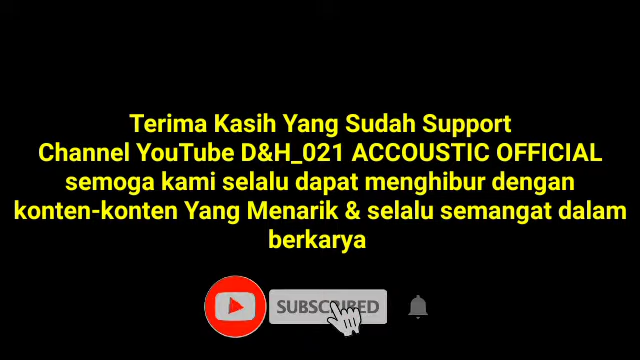 Terima Kasih Yang Sudah Support
Channel YouTube D&H_021 ACCOUSTIC OFFICIAL
semoga kami selalu dapat menghibur dengan
konten-konten Yang Menarik & selalu semangat dalam
berkarya
SUBSCRIBED